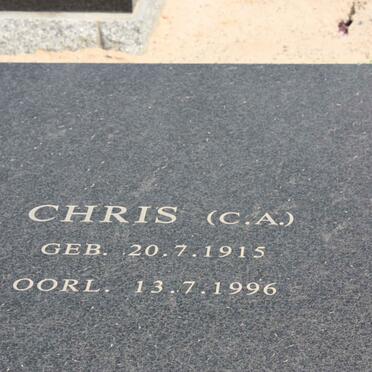 CHRIS (C.A.)
GEB. 20.7.1915
OORL. 13.7.1996